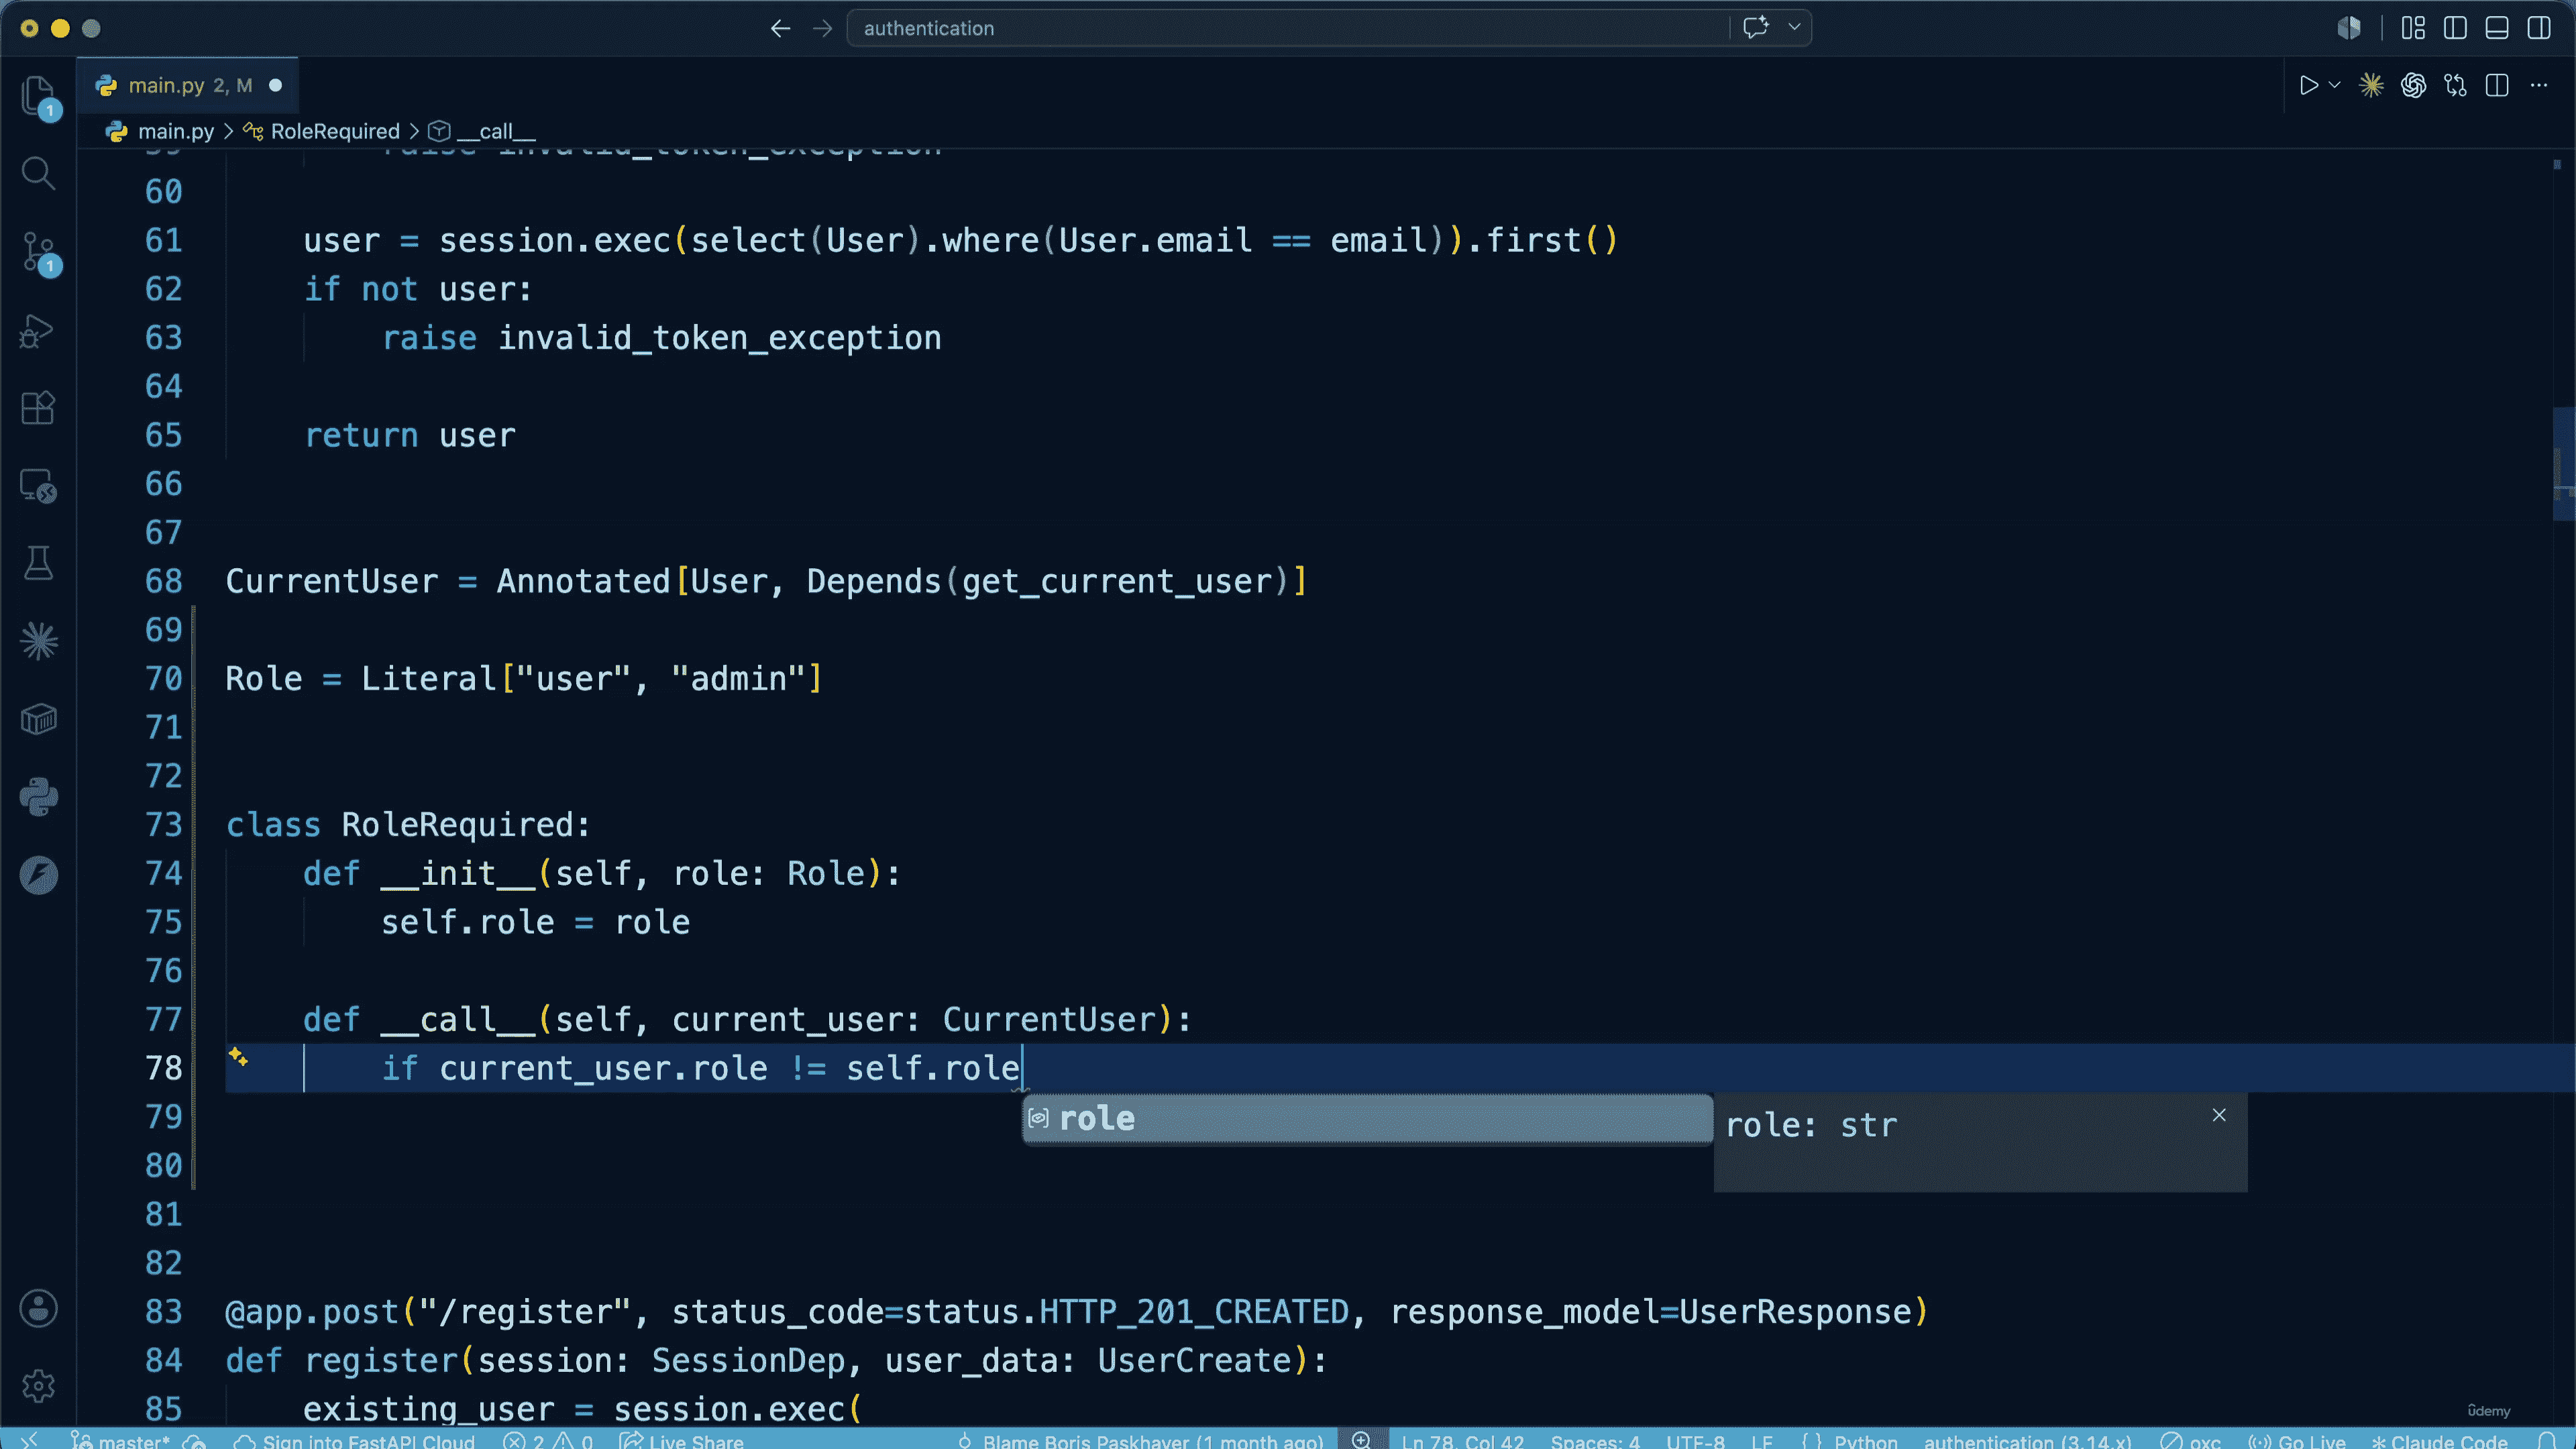 authentication
main.py 2, M
main.py > RoleRequired > __call__
59 raise invalid_token_exception
60
61 user = session.exec(select(User).where(User.email == email)).first()
62 if not user:
63 raise invalid_token_exception
64
65 return user
66
67
68 CurrentUser = Annotated[User, Depends(get_current_user)]
69
70 Role = Literal["user", "admin"]
71
72
73 class RoleRequired:
74 def __init__(self, role: Role):
75 self.role = role
76
77 def __call__(self, current_user: CurrentUser):
78 if current_user.role != self.role
79 role role: str
80
81
82
83 @app.post("/register", status_code=status.HTTP_201_CREATED, response_model=UserResponse)
84 def register(session: SessionDep, user_data: UserCreate):
85 existing_user = session.exec(
ûdemy
master* Sign into FastAPI Cloud 2 0 Live Share Blame Boris Paskhaver (1 month ago) Ln 78, Col 42 Spaces: 4 UTF-8 LF { } Python authentication (3.14.x) oxc Go Live Claude Code
1
1